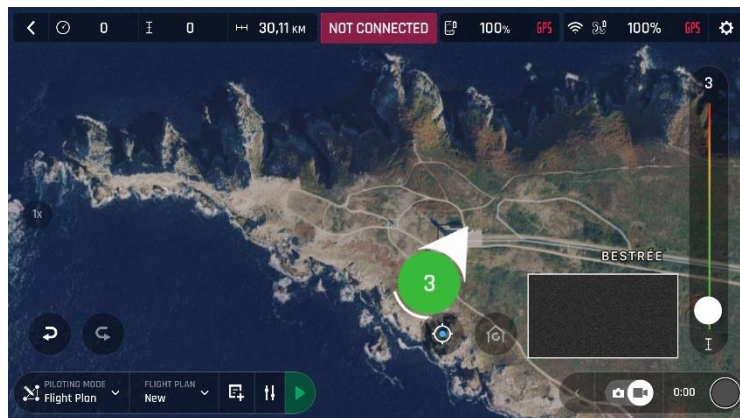 0 0 30,11 KM NOT CONNECTED 100% GPS 100% GPS
3
1x
BESTRÉE
3
PILOTING MODE
Flight Plan
FLIGHT PLAN
New
0:00